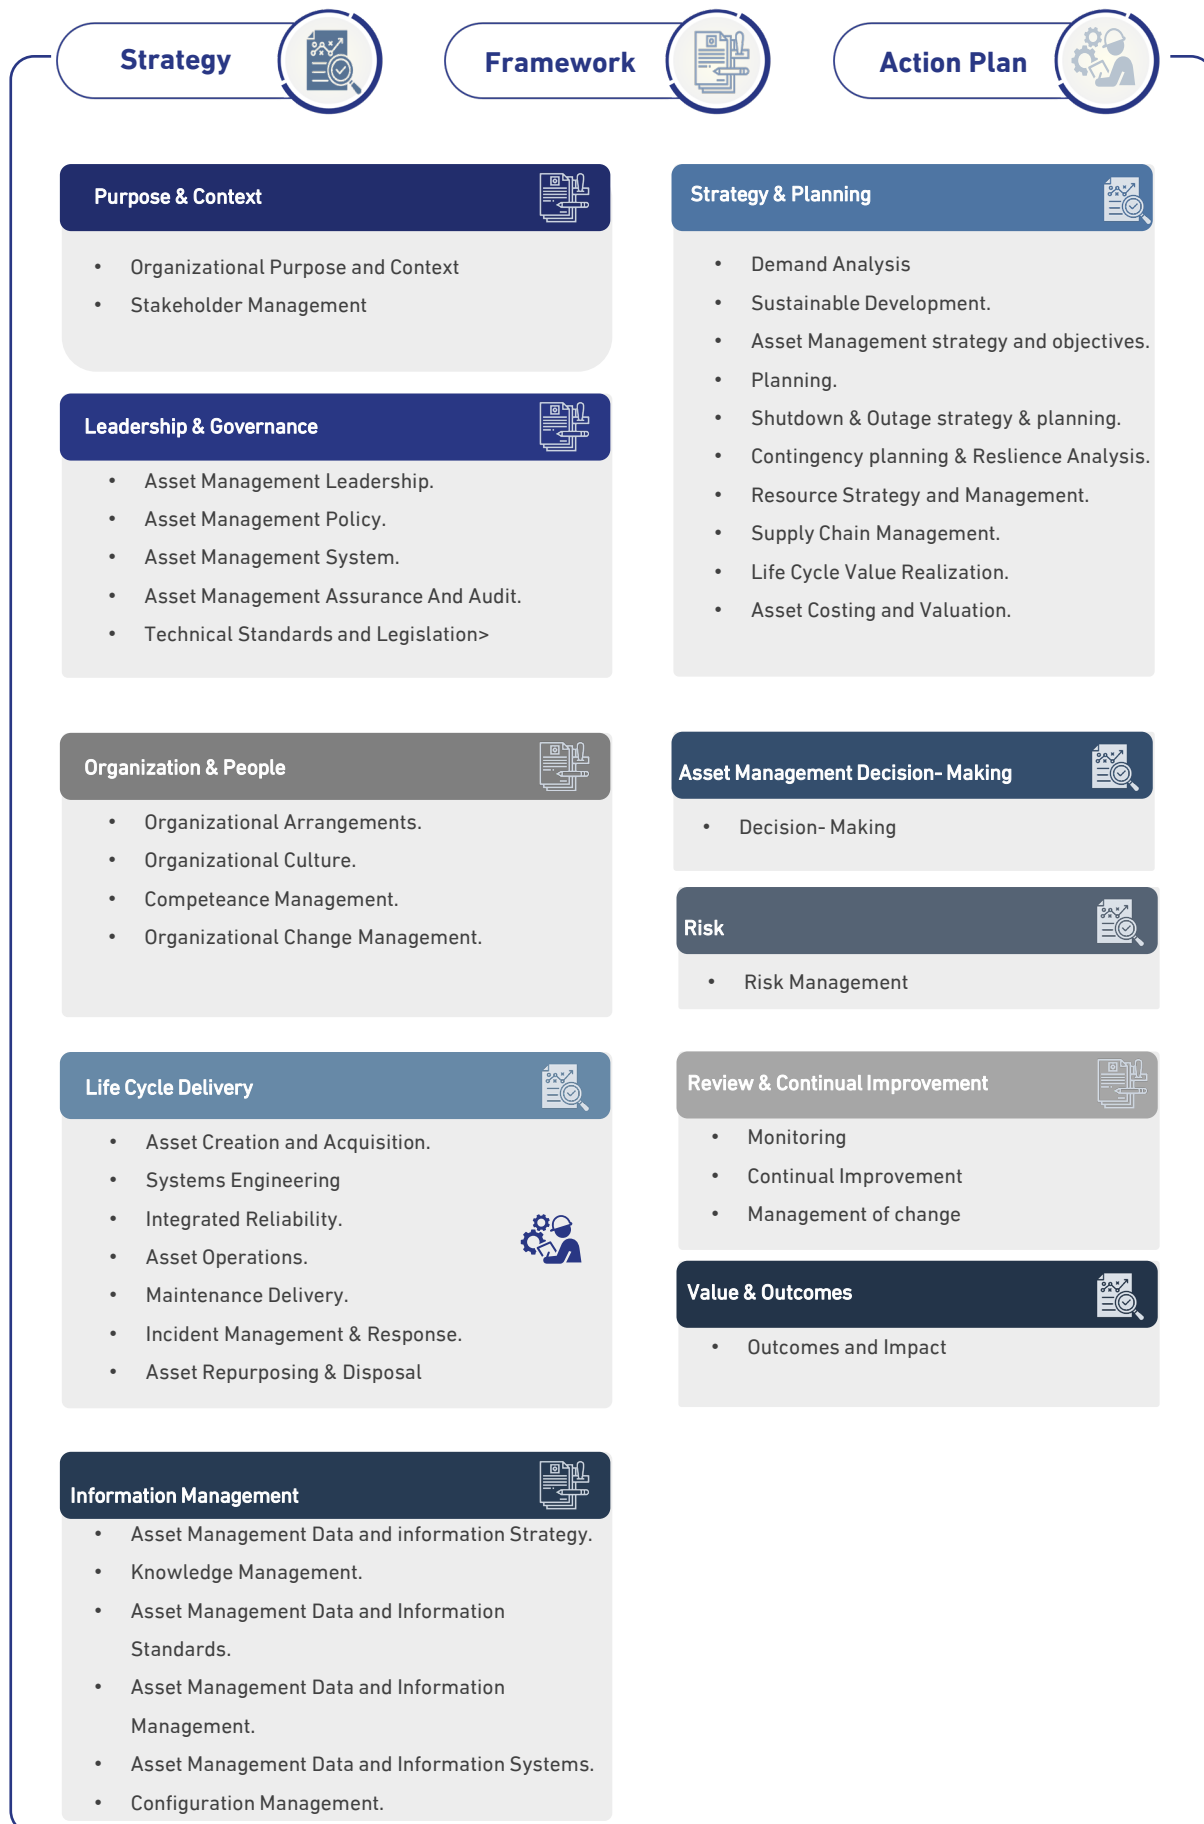 Strategy
Framework
Action Plan
Purpose & Context
• Organizational Purpose and Context
• Stakeholder Management
Leadership & Governance
• Asset Management Leadership.
• Asset Management Policy.
• Asset Management System.
• Asset Management Assurance And Audit.
• Technical Standards and Legislation>
Organization & People
• Organizational Arrangements.
• Organizational Culture.
• Competeance Management.
• Organizational Change Management.
Life Cycle Delivery
• Asset Creation and Acquisition.
• Systems Engineering
• Integrated Reliability.
• Asset Operations.
• Maintenance Delivery.
• Incident Management & Response.
• Asset Repurposing & Disposal
Information Management
• Asset Management Data and information Strategy.
• Knowledge Management.
• Asset Management Data and Information
Standards.
• Asset Management Data and Information
Management.
• Asset Management Data and Information Systems.
• Configuration Management.
Strategy & Planning
• Demand Analysis
• Sustainable Development.
• Asset Management strategy and objectives.
• Planning.
• Shutdown & Outage strategy & planning.
• Contingency planning & Reslience Analysis.
• Resource Strategy and Management.
• Supply Chain Management.
• Life Cycle Value Realization.
• Asset Costing and Valuation.
Asset Management Decision- Making
• Decision- Making
Risk
• Risk Management
Review & Continual Improvement
• Monitoring
• Continual Improvement
• Management of change
Value & Outcomes
• Outcomes and Impact